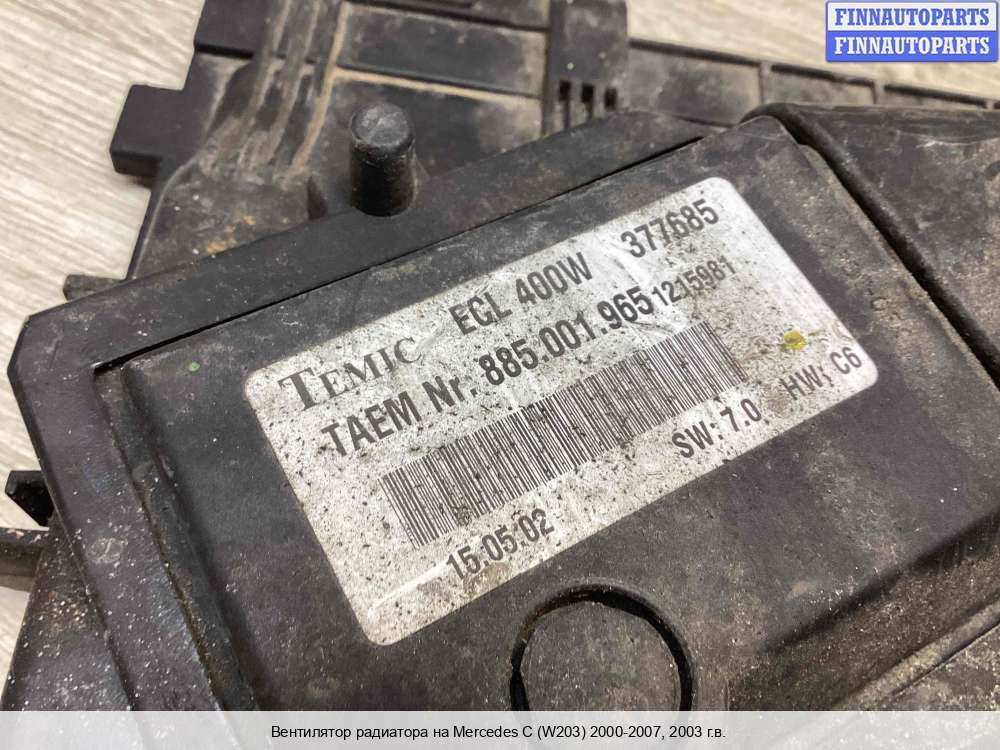 FINNAUTOPARTS
FINNAUTOPARTS
TEMIC ECL 400W 377685
TAEM Nr. 885.001.965 1215981
SW: 7.0 HW: C6
15.05.02
Вентилятор радиатора на Mercedes C (W203) 2000-2007, 2003 г.в.